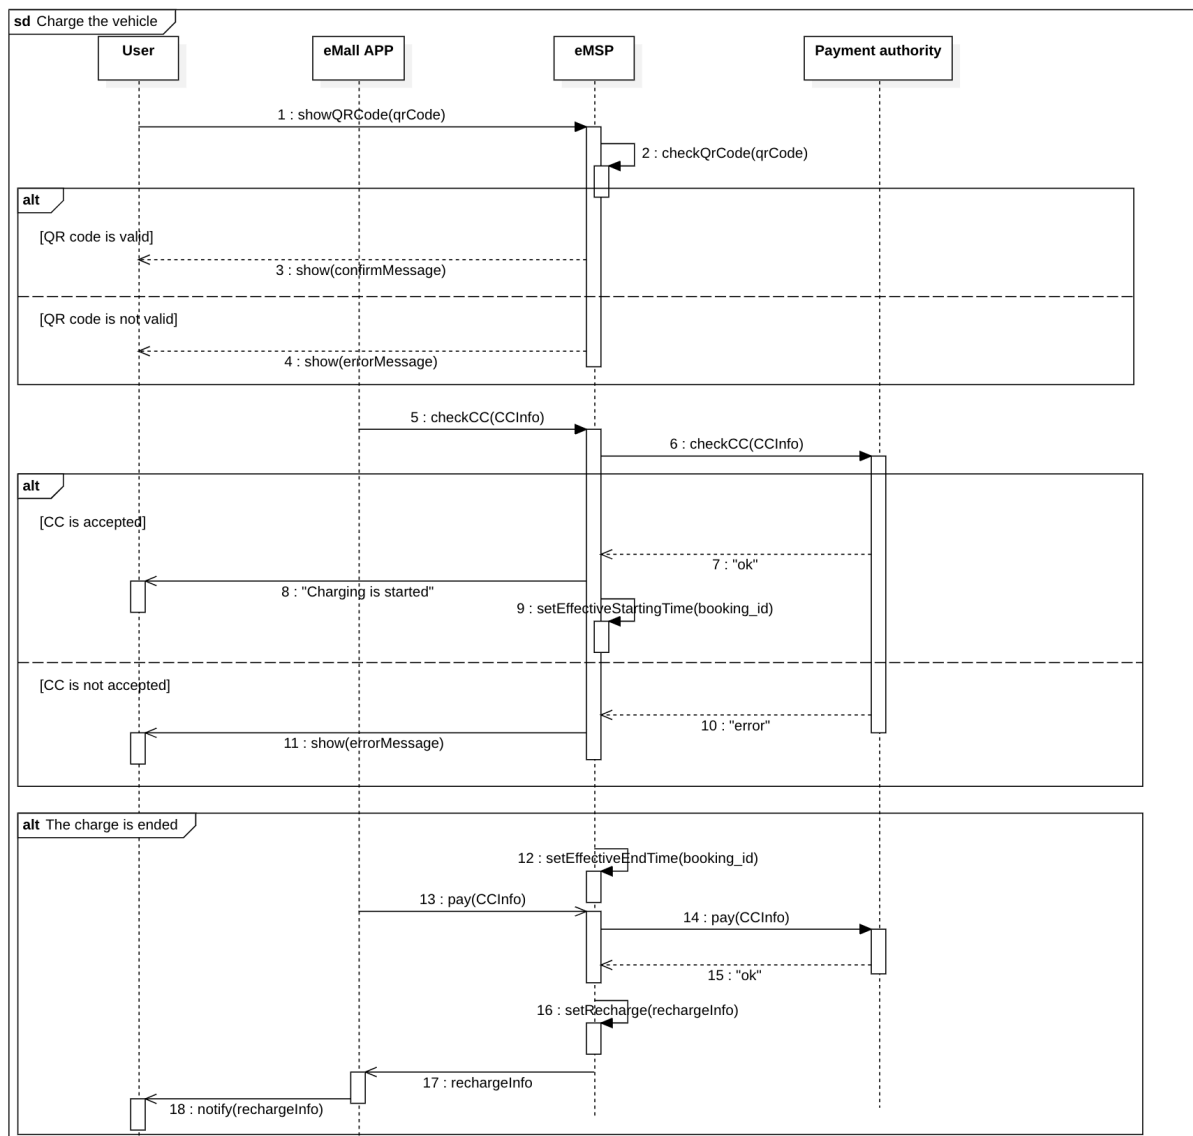 sd Charge the vehicle
User
eMall APP
eMSP
Payment authority
1 : showQRCode(qrCode)
2 : checkQrCode(qrCode)
alt
[QR code is valid]
3 : show(confirmMessage)
[QR code is not valid]
4 : show(errorMessage)
5 : checkCC(CCInfo)
6 : checkCC(CCInfo)
alt
[CC is accepted]
7 : "ok"
8 : "Charging is started"
9 : setEffectiveStartingTime(booking_id)
[CC is not accepted]
10 : "error"
11 : show(errorMessage)
alt The charge is ended
12 : setEffectiveEndTime(booking_id)
13 : pay(CCInfo)
14 : pay(CCInfo)
15 : "ok"
16 : setRecharge(rechargeInfo)
17 : rechargeInfo
18 : notify(rechargeInfo)